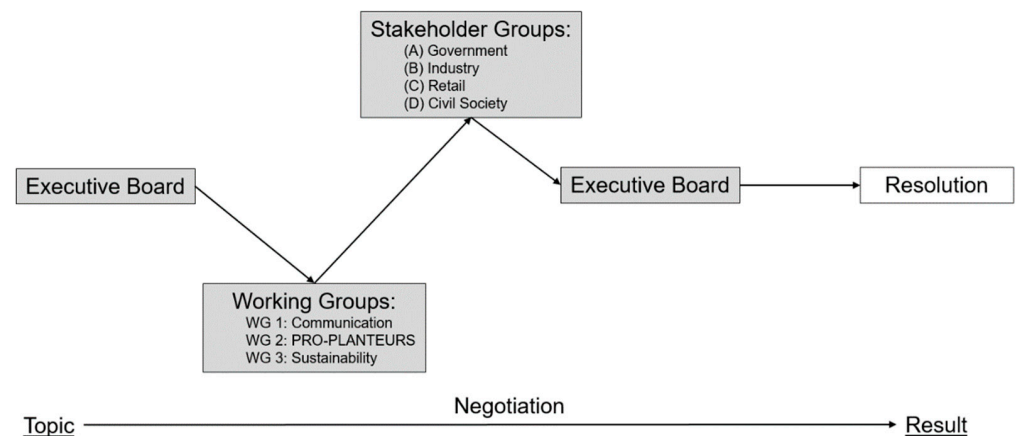 Stakeholder Groups:
(A) Government
(B) Industry
(C) Retail
(D) Civil Society
Executive Board
Executive Board
Resolution
Working Groups:
WG 1: Communication
WG 2: PRO-PLANTEURS
WG 3: Sustainability
Negotiation
Topic
Result